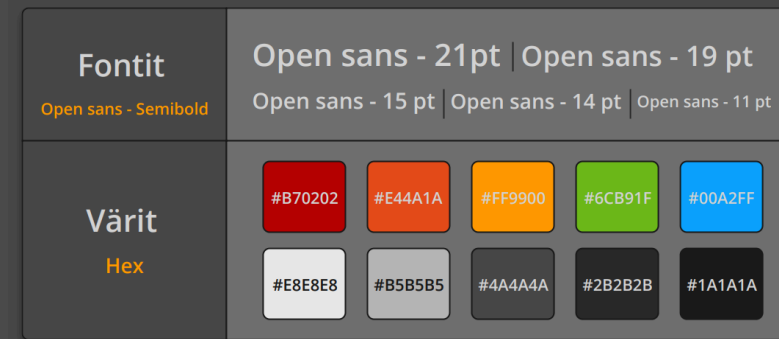 Fontit
Open sans - Semibold
Open sans - 21pt
Open sans - 19 pt
Open sans - 15 pt
Open sans - 14 pt
Open sans - 11 pt
Värit
Hex
#B70202
#E44A1A
#FF9900
#6CB91F
#00A2FF
#E8E8E8
#B5B5B5
#4A4A4A
#2B2B2B
#1A1A1A